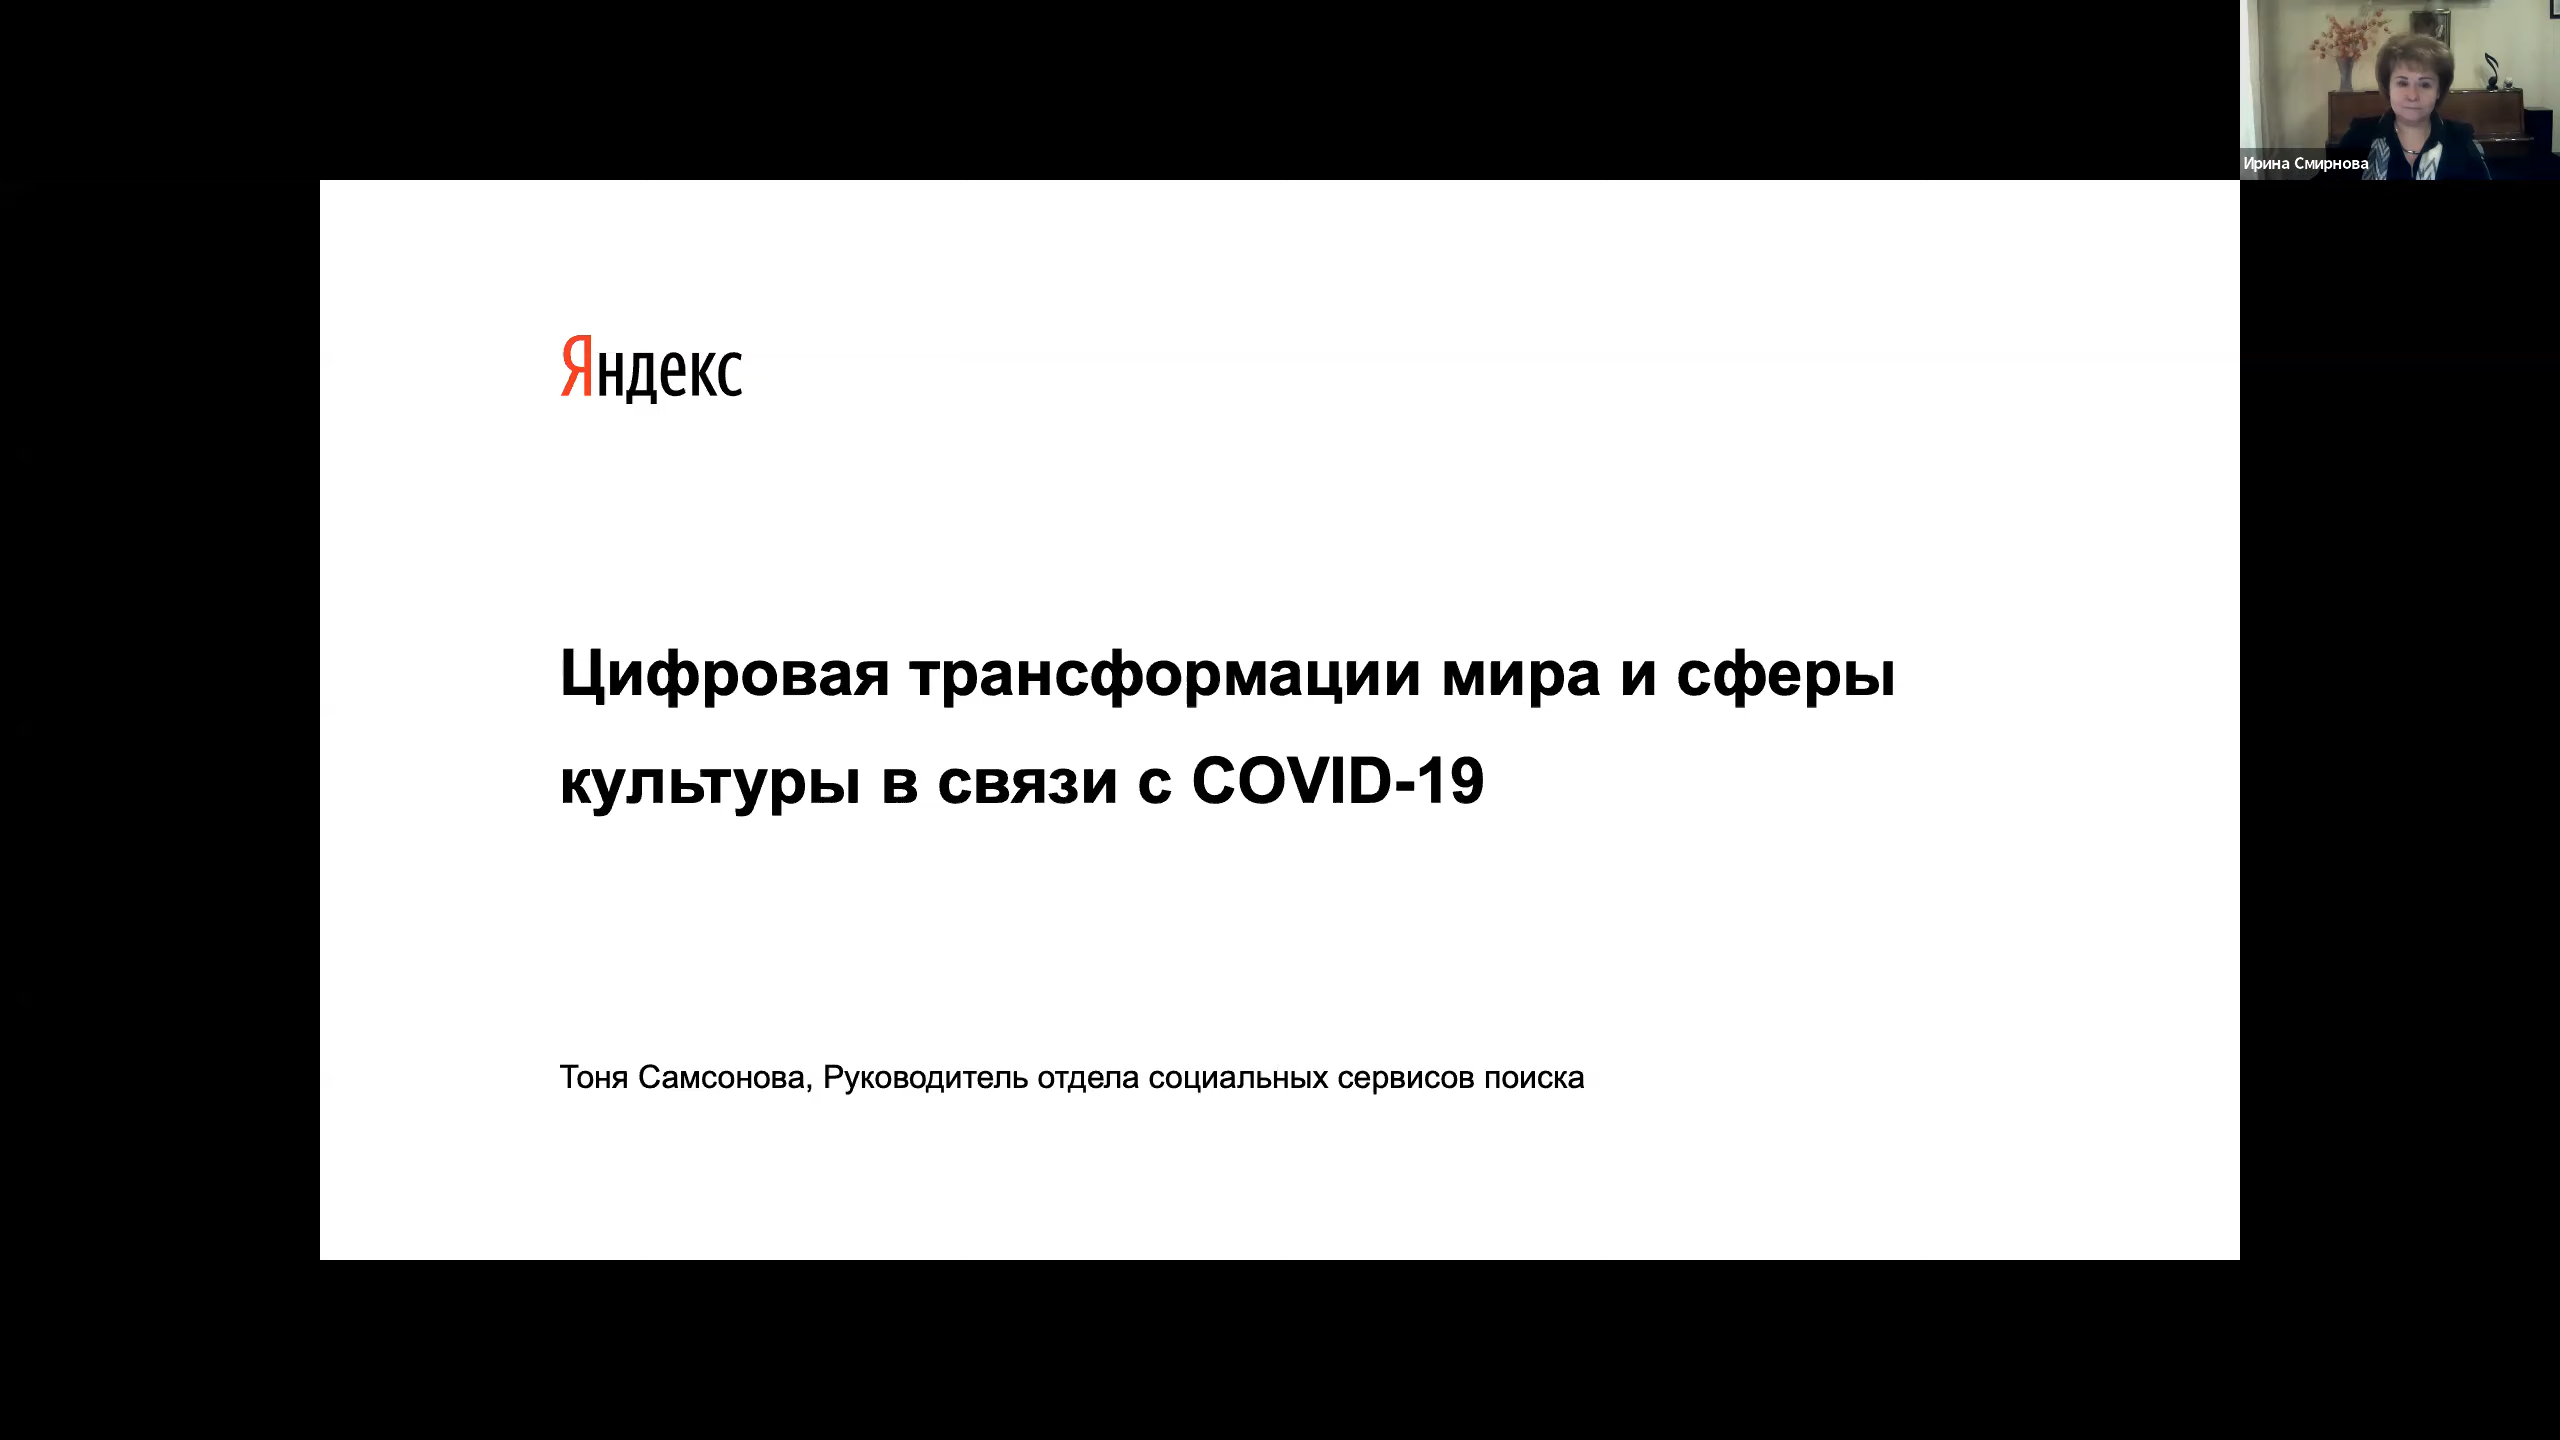 Ирина Смирнова
Яндекс
Цифровая трансформации мира и сферы
культуры в связи с COVID-19
Тоня Самсонова, Руководитель отдела социальных сервисов поиска